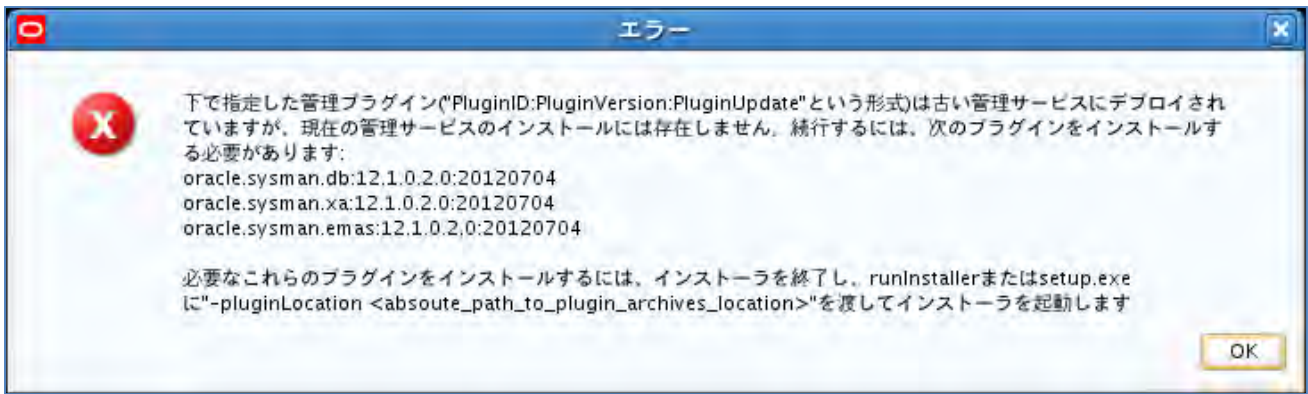 エラー
下で指定した管理プラグイン("PluginID:PluginVersion:PluginUpdate"という形式)は古い管理サービスにデプロイされ
ていますが、現在の管理サービスのインストールには存在しません。続行するには、次のプラグインをインストールす
る必要があります:
oracle.sysman.db:12.1.0.2.0:20120704
oracle.sysman.xa:12.1.0.2.0:20120704
oracle.sysman.emas:12.1.0.2.0:20120704
必要なこれらのプラグインをインストールするには、インストーラを終了し、runInstallerまたはsetup.exe
に"-pluginLocation <absoute_path_to_plugin_archives_location>"を渡してインストーラを起動します
OK